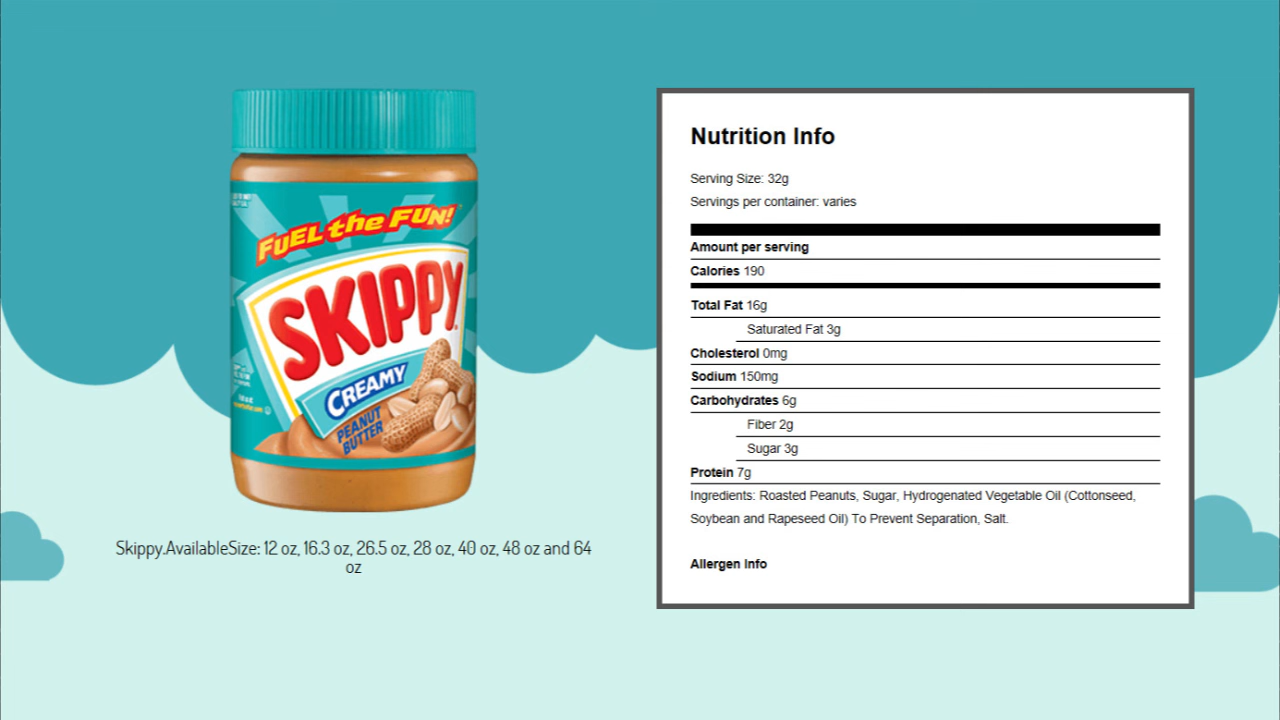 FUEL the FUN!
SKIPPY
CREAMY
PEANUT
BUTTER
Skippy.AvailableSize: 12 oz, 16.3 oz, 26.5 oz, 28 oz, 40 oz, 48 oz and 64
oz
Nutrition Info
Serving Size: 32g
Servings per container: varies
Amount per serving
Calories 190
Total Fat 16g
Saturated Fat 3g
Cholesterol 0mg
Sodium 150mg
Carbohydrates 6g
Fiber 2g
Sugar 3g
Protein 7g
Ingredients: Roasted Peanuts, Sugar, Hydrogenated Vegetable Oil (Cottonseed,
Soybean and Rapeseed Oil) To Prevent Separation, Salt.
Allergen Info